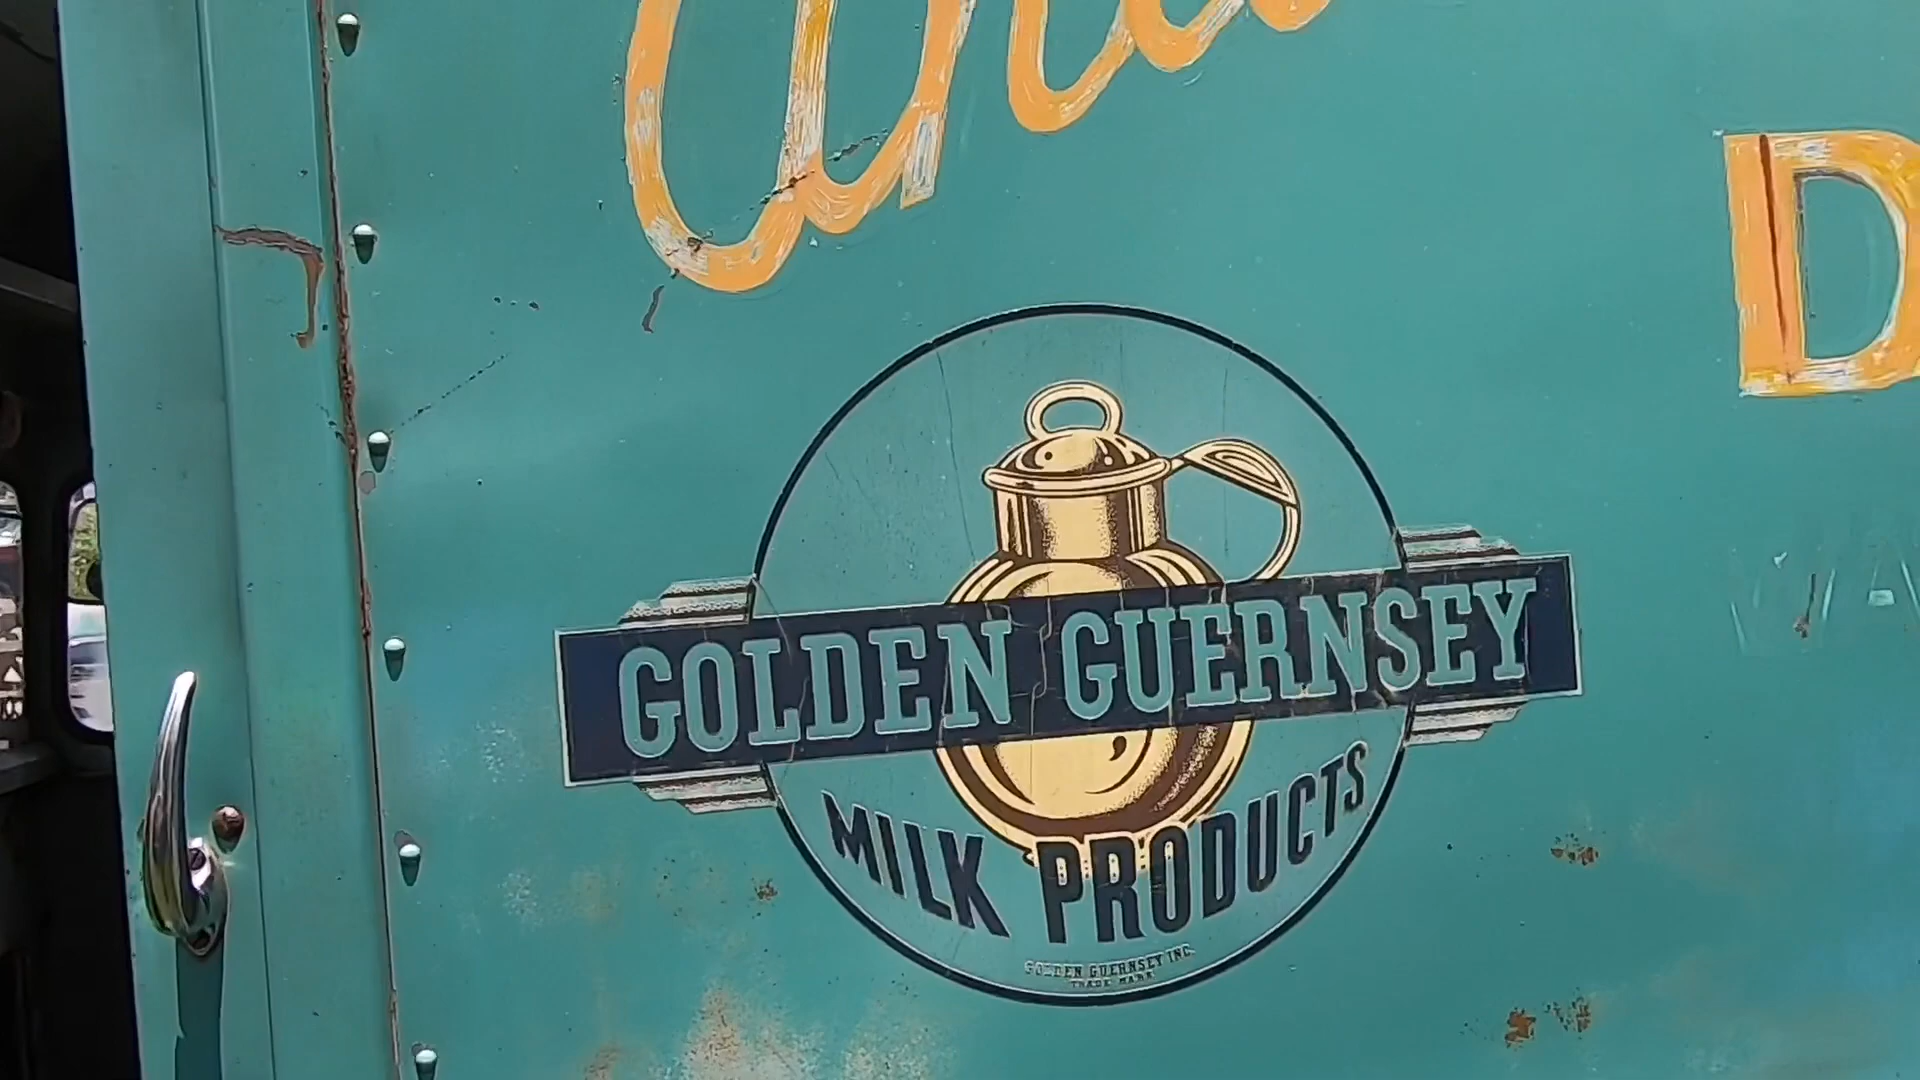 D
GOLDEN GUERNSEY
MILK PRODUCTS
GOLDEN GUERNSEY INC.
TRADE MARK